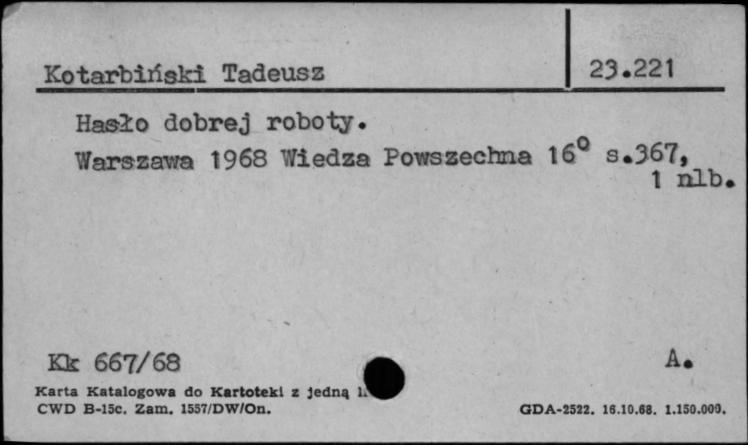 Kotarbiński Tadeusz 23.221
Hasło dobrej roboty.
Warszawa 1968 Wiedza Powszechna 16⁰ s.367,
1 nlb.
Kk 667/68 A.
Karta Katalogowa do Kartoteki z jedną
CWD B-15c. Zam. 1557/DW/On. GDA-2522. 16.10.68. 1.150.000.